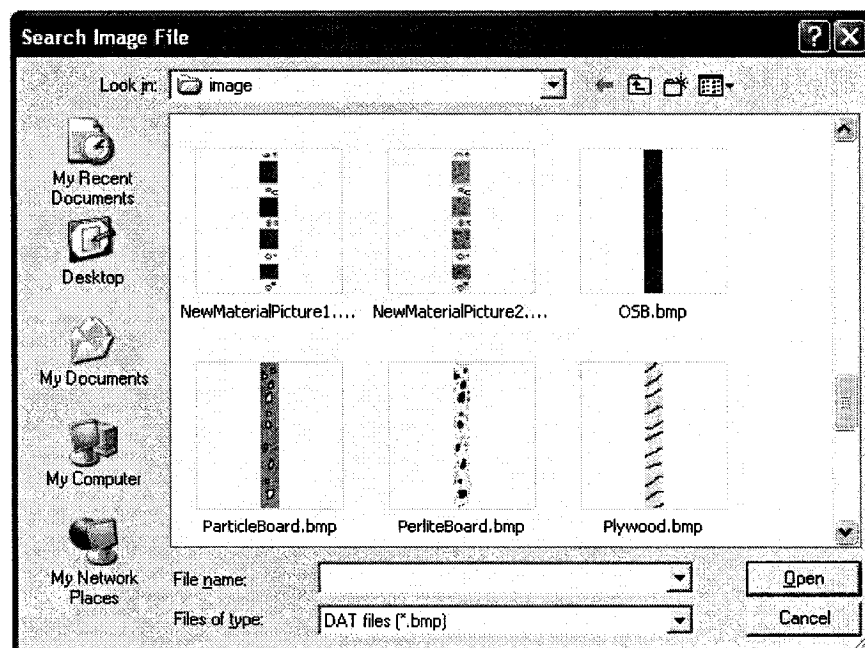 Search Image File
Look in:
image
My Recent
Documents
Desktop
My Documents
My Computer
My Network
Places
NewMaterialPicture1....
NewMaterialPicture2....
OSB.bmp
ParticleBoard.bmp
PerliteBoard.bmp
Plywood.bmp
File name:
Open
Files of type:
DAT files (*.bmp)
Cancel